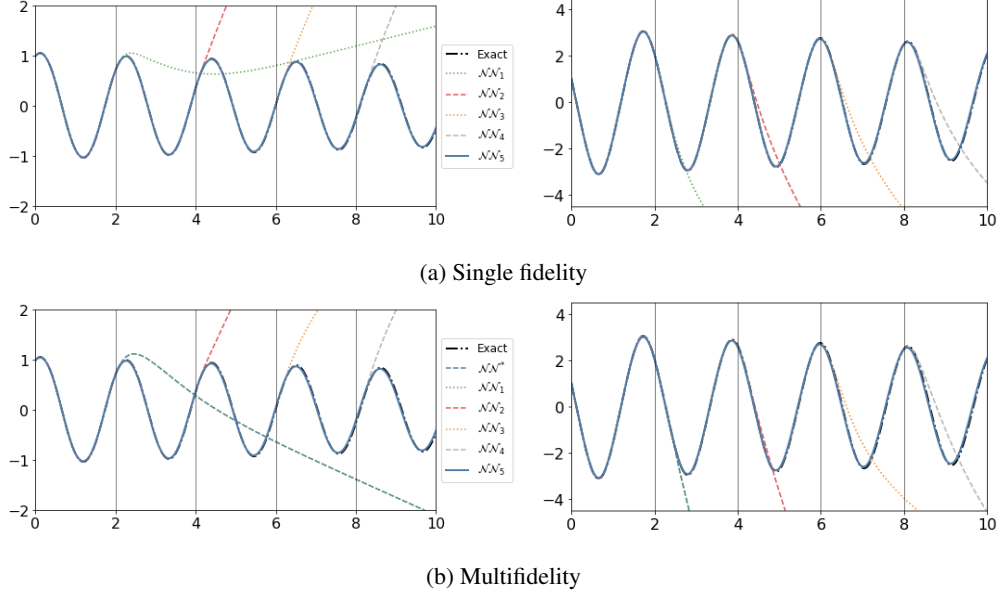 2
1
0
−1
−2
0 2 4 6 8 10
Exact
𝒩𝒩₁
𝒩𝒩₂
𝒩𝒩₃
𝒩𝒩₄
𝒩𝒩₅
4
2
0
−2
−4
0 2 4 6 8 10
(a) Single fidelity
2
1
0
−1
−2
0 2 4 6 8 10
Exact
𝒩𝒩*
𝒩𝒩₁
𝒩𝒩₂
𝒩𝒩₃
𝒩𝒩₄
𝒩𝒩₅
4
2
0
−2
−4
0 2 4 6 8 10
(b) Multifidelity